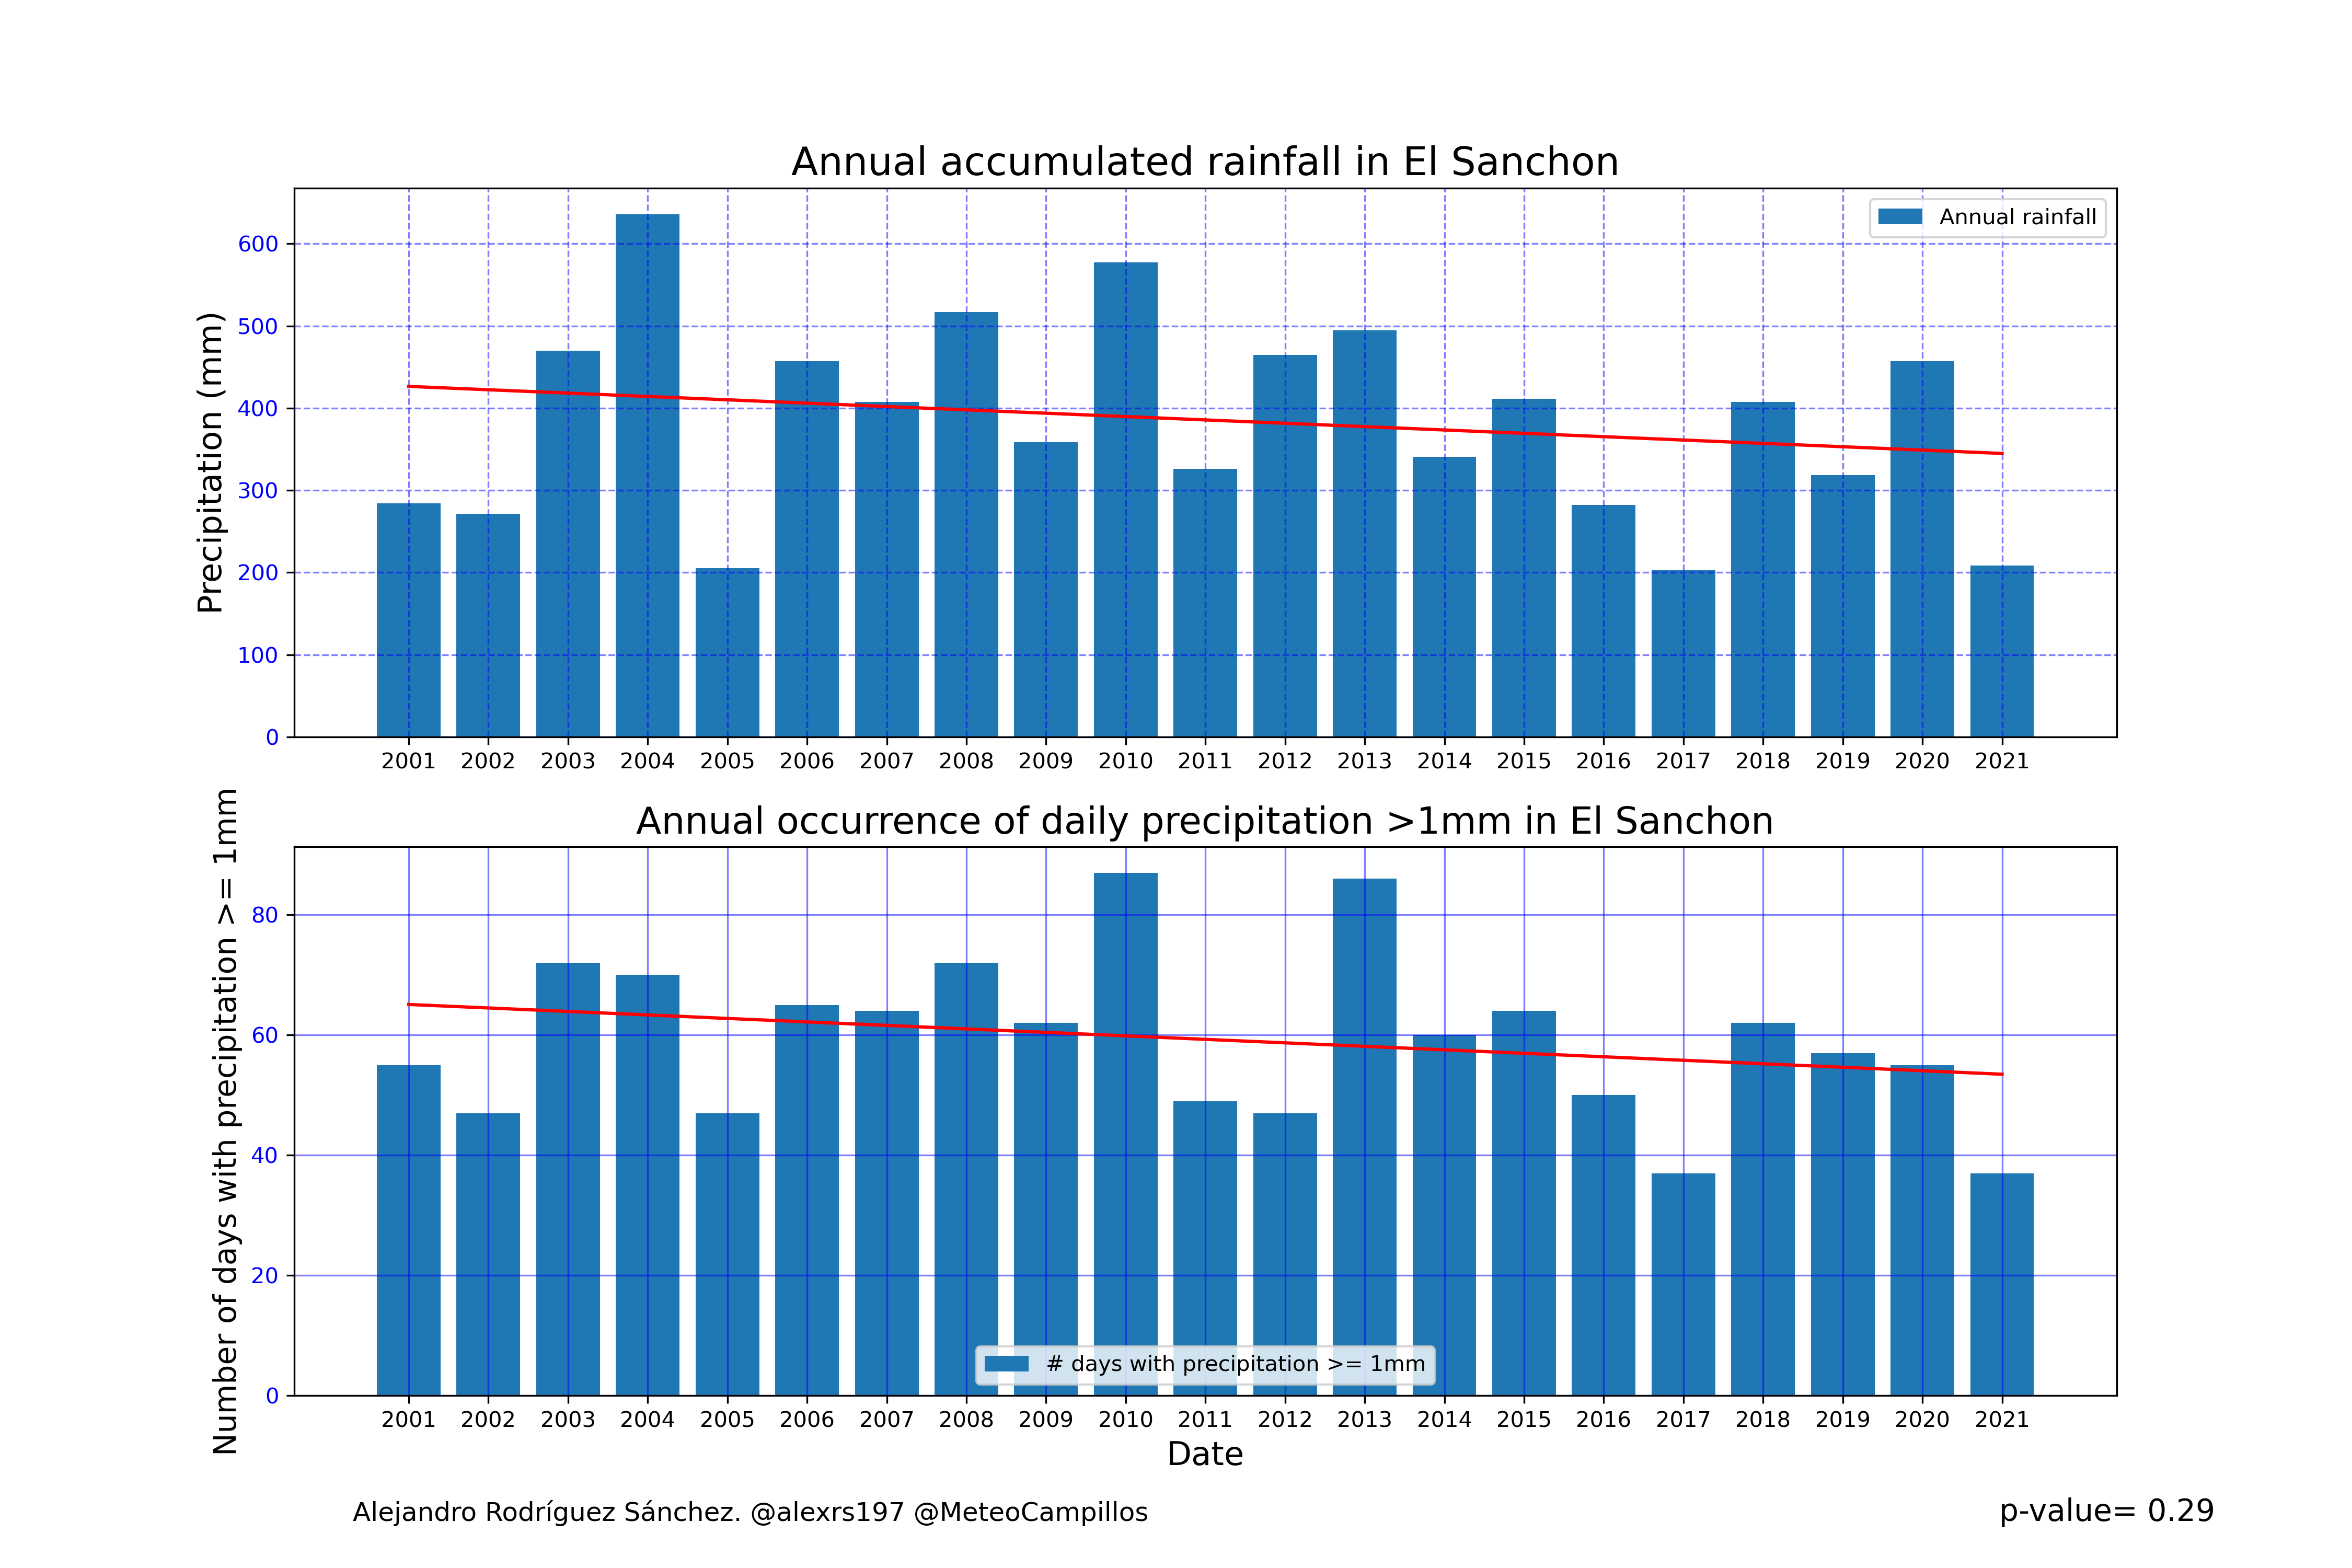 Annual accumulated rainfall in El Sanchon
Precipitation (mm)
Annual rainfall
600
500
400
300
200
100
0
2001 2002 2003 2004 2005 2006 2007 2008 2009 2010 2011 2012 2013 2014 2015 2016 2017 2018 2019 2020 2021
Annual occurrence of daily precipitation >1mm in El Sanchon
Number of days with precipitation >= 1mm
80
60
40
20
0
# days with precipitation >= 1mm
2001 2002 2003 2004 2005 2006 2007 2008 2009 2010 2011 2012 2013 2014 2015 2016 2017 2018 2019 2020 2021
Date
Alejandro Rodríguez Sánchez. @alexrs197 @MeteoCampillos
p-value= 0.29